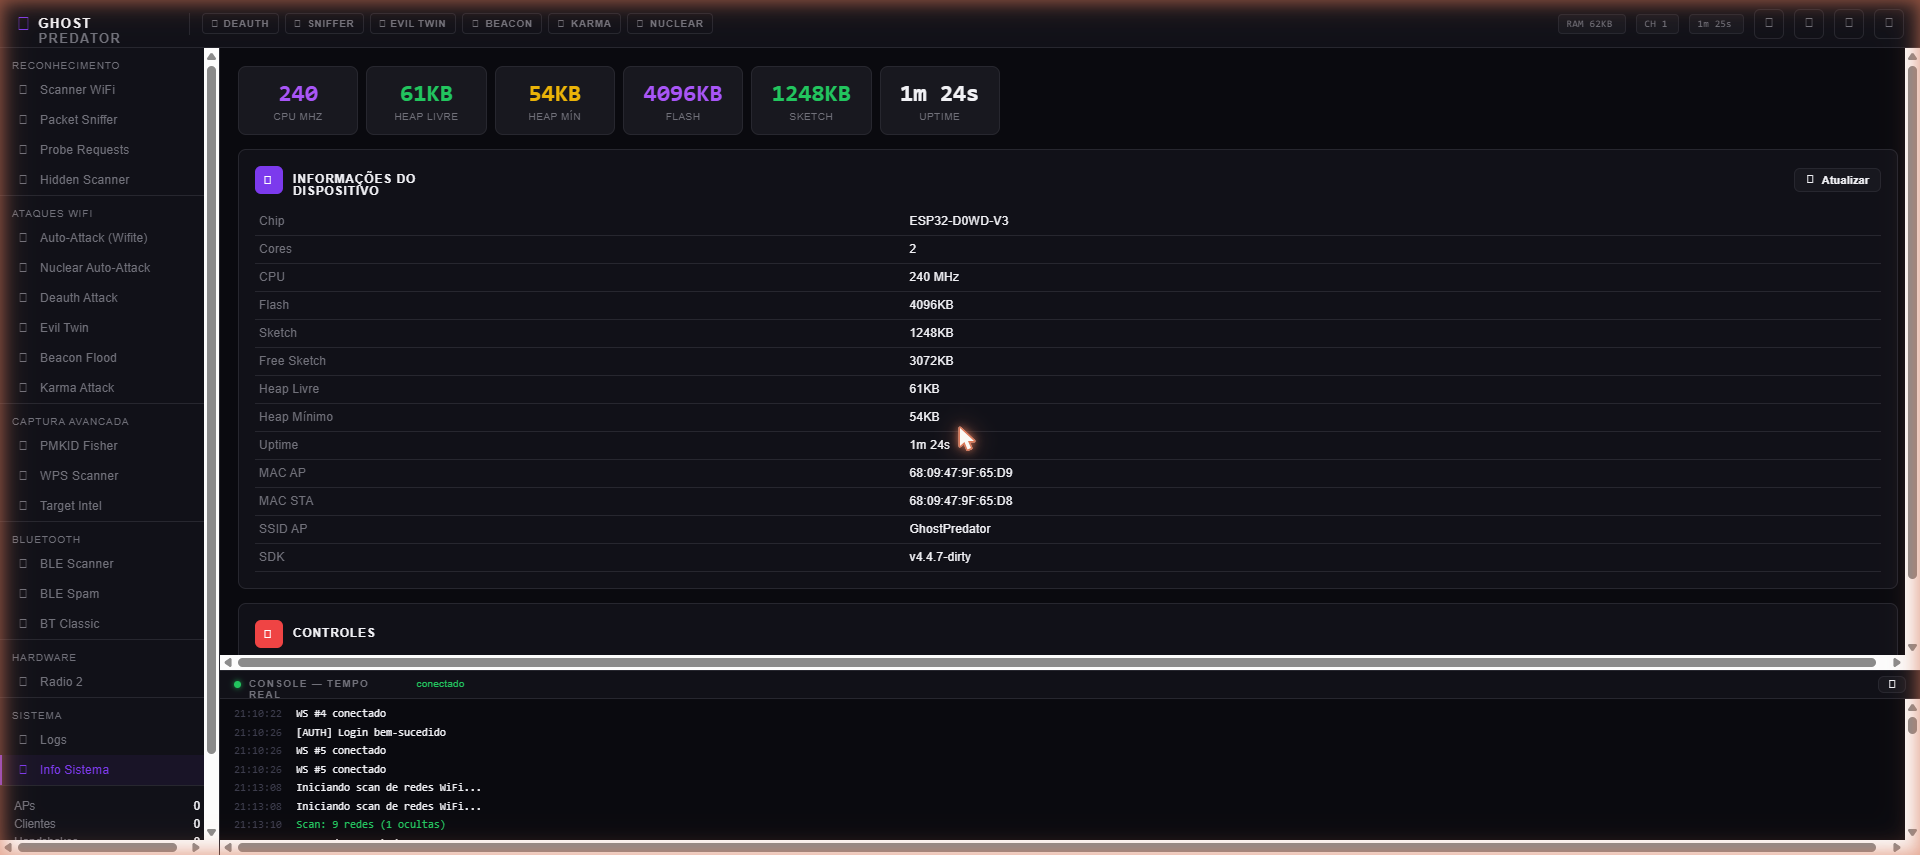 GHOST
PREDATOR
DEAUTH
SNIFFER
EVIL TWIN
BEACON
KARMA
NUCLEAR
RAM 62KB
CH 1
1m 25s
RECONHECIMENTO
Scanner WiFi
Packet Sniffer
Probe Requests
Hidden Scanner
ATAQUES WIFI
Auto-Attack (Wifite)
Nuclear Auto-Attack
Deauth Attack
Evil Twin
Beacon Flood
Karma Attack
CAPTURA AVANCADA
PMKID Fisher
WPS Scanner
Target Intel
BLUETOOTH
BLE Scanner
BLE Spam
BT Classic
HARDWARE
Radio 2
SISTEMA
Logs
Info Sistema
APs 0
Clientes 0
240
CPU MHZ
61KB
HEAP LIVRE
54KB
HEAP MÍN
4096KB
FLASH
1248KB
SKETCH
1m 24s
UPTIME
INFORMAÇÕES DO
DISPOSITIVO
Atualizar
Chip ESP32-D0WD-V3
Cores 2
CPU 240 MHz
Flash 4096KB
Sketch 1248KB
Free Sketch 3072KB
Heap Livre 61KB
Heap Mínimo 54KB
Uptime 1m 24s
MAC AP 68:09:47:9F:65:D9
MAC STA 68:09:47:9F:65:D8
SSID AP GhostPredator
SDK v4.4.7-dirty
CONTROLES
CONSOLE — TEMPO
REAL
conectado
21:10:22 WS #4 conectado
21:10:26 [AUTH] Login bem-sucedido
21:10:26 WS #5 conectado
21:10:26 WS #5 conectado
21:13:08 Iniciando scan de redes WiFi...
21:13:08 Iniciando scan de redes WiFi...
21:13:10 Scan: 9 redes (1 ocultas)